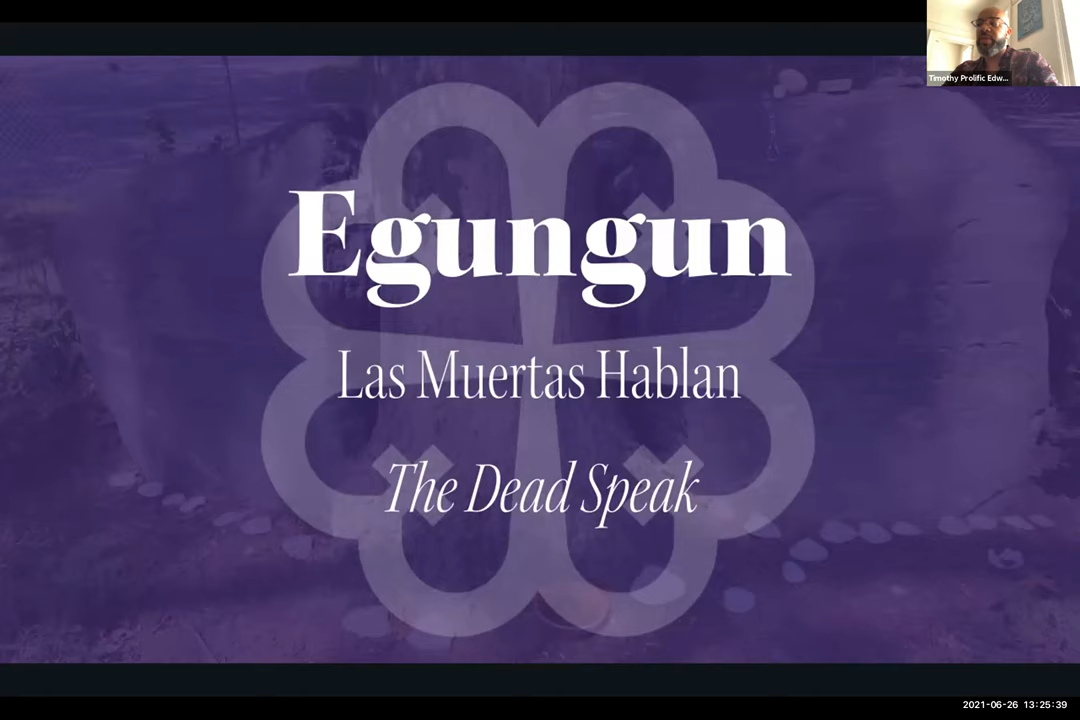 Timothy Prolific Edw...
Egungun
Las Muertas Hablan
The Dead Speak
2021-06-26 13:25:39